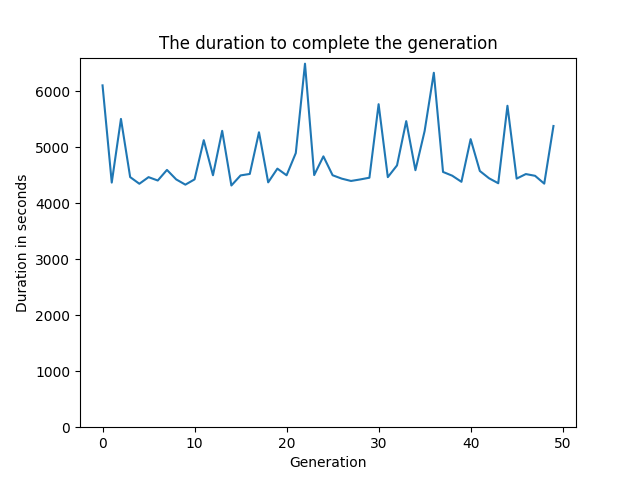 The duration to complete the generation
6000
5000
4000
3000
2000
1000
0
Duration in seconds
0 10 20 30 40 50
Generation